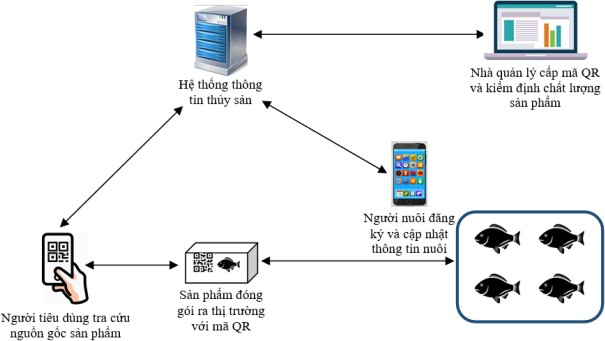 Hệ thống thông
tin thủy sản
Nhà quản lý cấp mã QR
và kiểm định chất lượng
sản phẩm
Người nuôi đăng
ký và cập nhật
thông tin nuôi
Người tiêu dùng tra cứu
nguồn gốc sản phẩm
Sản phẩm đóng
gói ra thị trường
với mã QR